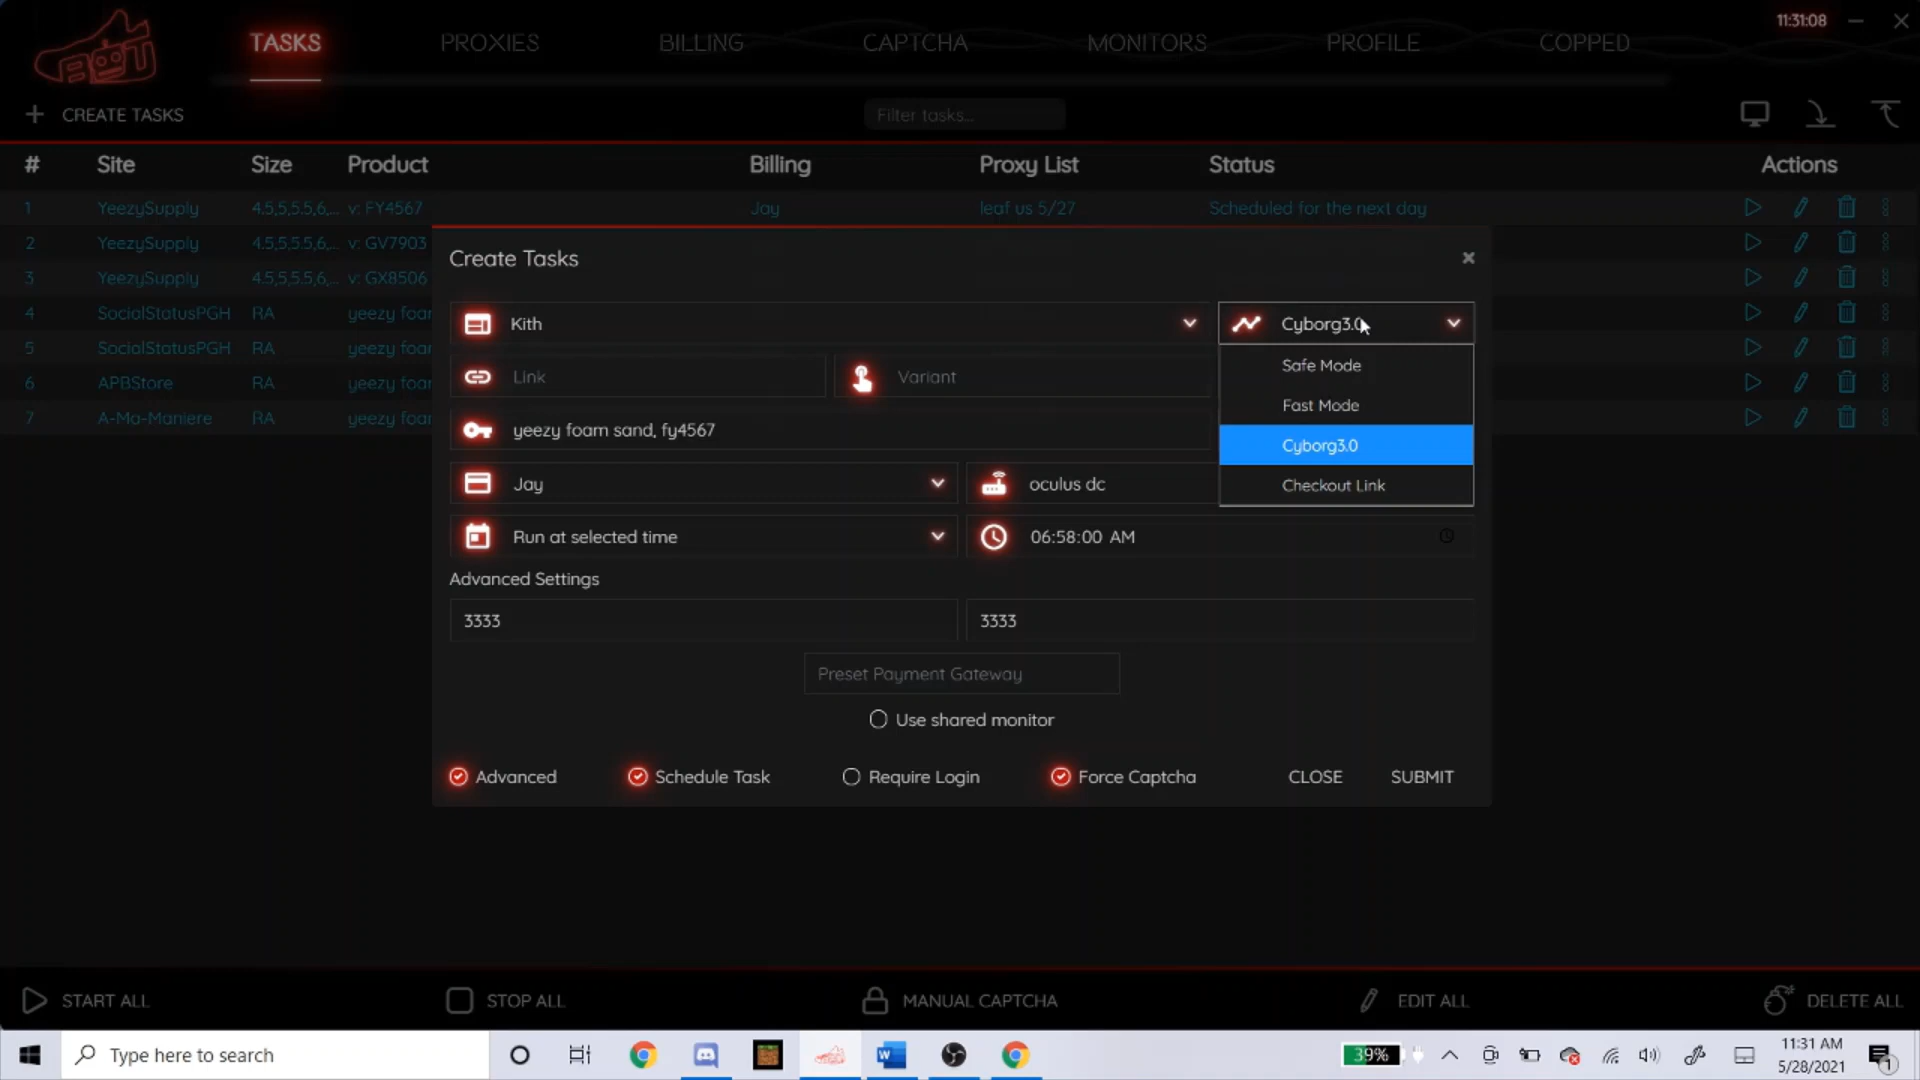 TASKS PROXIES BILLING CAPTCHA MONITORS PROFILE COPPED 11:31:08
CREATE TASKS Filter tasks...
# Site Size Product Billing Proxy List Status Actions
1 YeezySupply 4.5,5,5.5,6,... v: FY4567 Jay leaf us 5/27 Scheduled for the next day
2 YeezySupply 4.5,5,5.5,6,... v: GV7903
3 YeezySupply 4.5,5,5.5,6,... v: GX8506
4 SocialStatusPGH RA yeezy foar
5 SocialStatusPGH RA yeezy foar
6 APBStore RA yeezy foar
7 A-Ma-Maniere RA yeezy foar
Create Tasks
Kith Cyborg3.0
Safe Mode
Link Variant
Fast Mode
yeezy foam sand, fy4567
Cyborg3.0
Jay oculus dc Checkout Link
Run at selected time 06:58:00 AM
Advanced Settings
3333 3333
Preset Payment Gateway
Use shared monitor
Advanced Schedule Task Require Login Force Captcha CLOSE SUBMIT
START ALL STOP ALL MANUAL CAPTCHA EDIT ALL DELETE ALL
Type here to search 39% 11:31 AM
5/28/2021 1